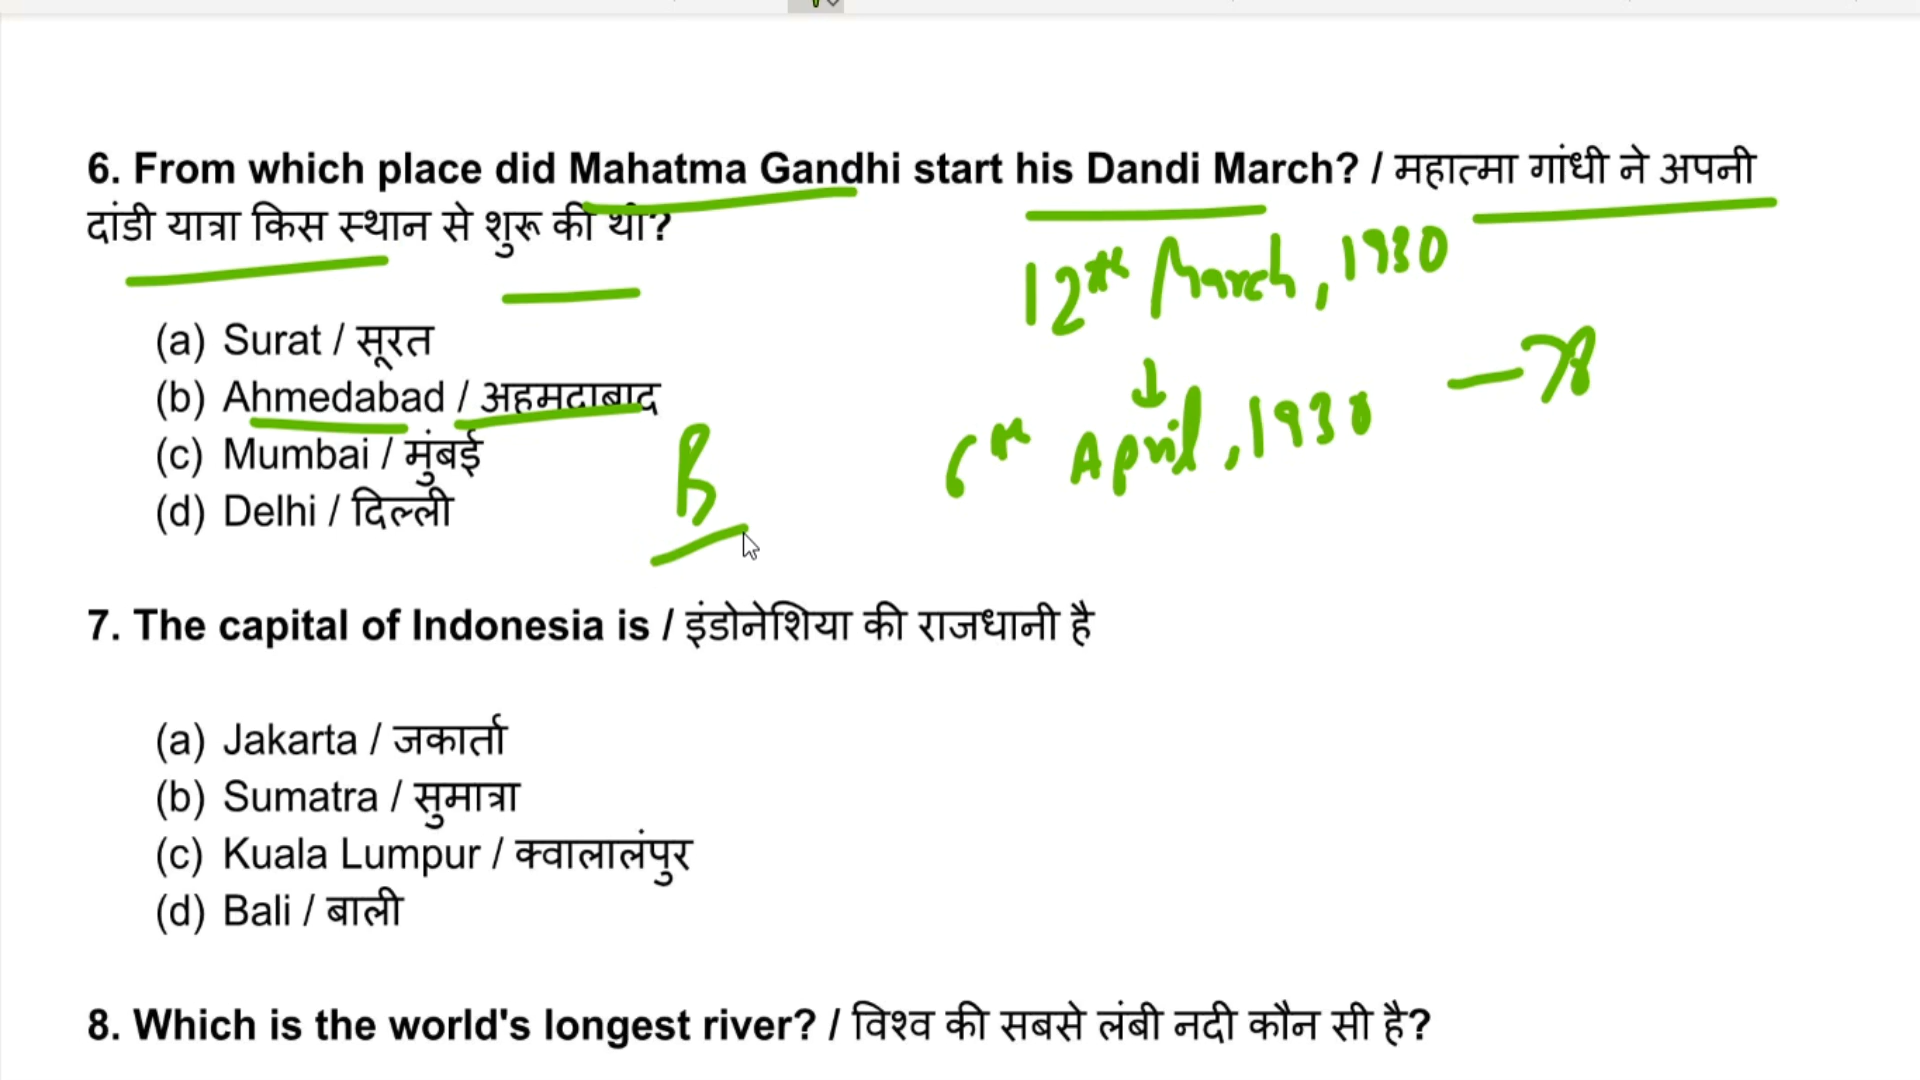 6. From which place did Mahatma Gandhi start his Dandi March? / महात्मा गांधी ने अपनी
दांडी यात्रा किस स्थान से शुरू की थी?
12th March, 1930
(a) Surat / सूरत
(b) Ahmedabad / अहमदाबाद
– 78
(c) Mumbai / मुंबई
6th April, 1930
(d) Delhi / दिल्ली
B
7. The capital of Indonesia is / इंडोनेशिया की राजधानी है
(a) Jakarta / जकार्ता
(b) Sumatra / सुमात्रा
(c) Kuala Lumpur / क्वालालंपुर
(d) Bali / बाली
8. Which is the world's longest river? / विश्व की सबसे लंबी नदी कौन सी है?